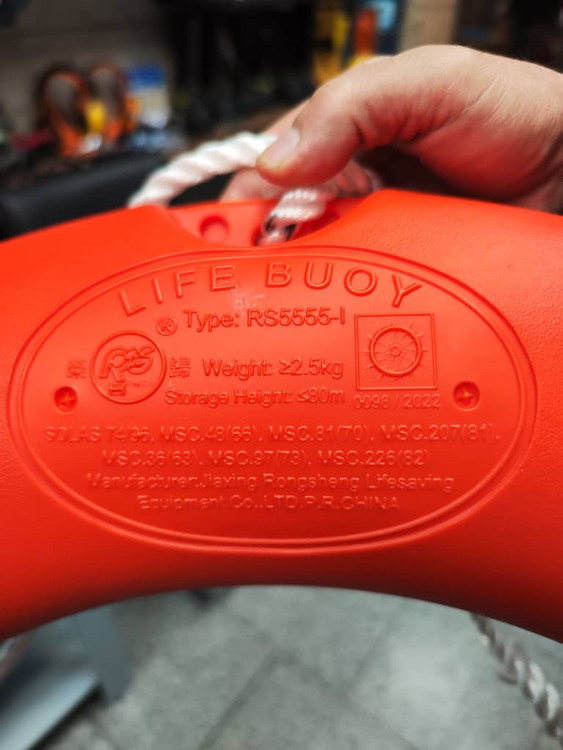 LIFE BUOY
® Type: RS5555-I
Weight: ≥2.5kg
Storage Height: ≤80m
0098 / 2022
SOLAS 74(96), MSC.48(66), MSC.81(70), MSC.207(81),
MSC.36(63), MSC.97(73), MSC.226(82)
Manufacturer:Jiaxing Rongsheng Lifesaving
Equipment Co.,LTD.P.R.CHINA